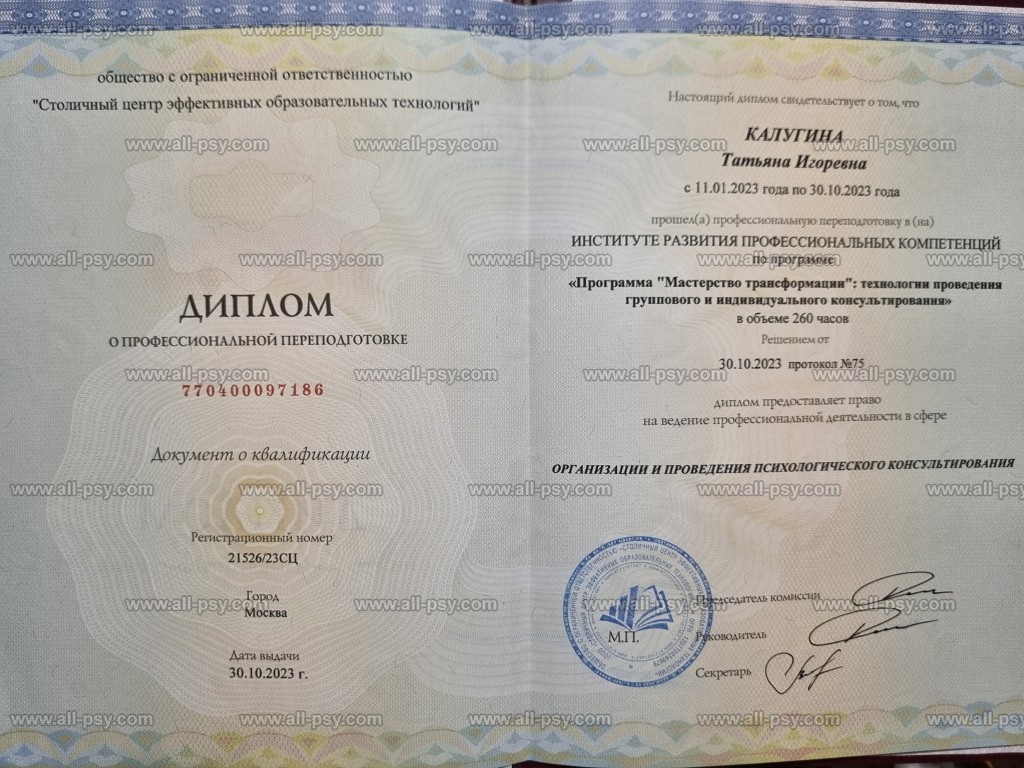 общество с ограниченной ответственностью
"Столичный центр эффективных образовательных технологий"
ДИПЛОМ
О ПРОФЕССИОНАЛЬНОЙ ПЕРЕПОДГОТОВКЕ
770400097186
Документ о квалификации
Регистрационный номер
21526/23СЦ
Город
Москва
Дата выдачи
30.10.2023 г.
Настоящий диплом свидетельствует о том, что
КАЛУГИНА
Татьяна Игоревна
с 11.01.2023 года по 30.10.2023 года
прошел(а) профессиональную переподготовку в (на)
ИНСТИТУТЕ РАЗВИТИЯ ПРОФЕССИОНАЛЬНЫХ КОМПЕТЕНЦИЙ
по программе
«Программа "Мастерство трансформации": технологии проведения
группового и индивидуального консультирования»
в объеме 260 часов
Решением от
30.10.2023 протокол №75
диплом предоставляет право
на ведение профессиональной деятельности в сфере
ОРГАНИЗАЦИИ И ПРОВЕДЕНИЯ ПСИХОЛОГИЧЕСКОГО КОНСУЛЬТИРОВАНИЯ
Председатель комиссии
М.П.
Руководитель
Секретарь
www.all-psy.com